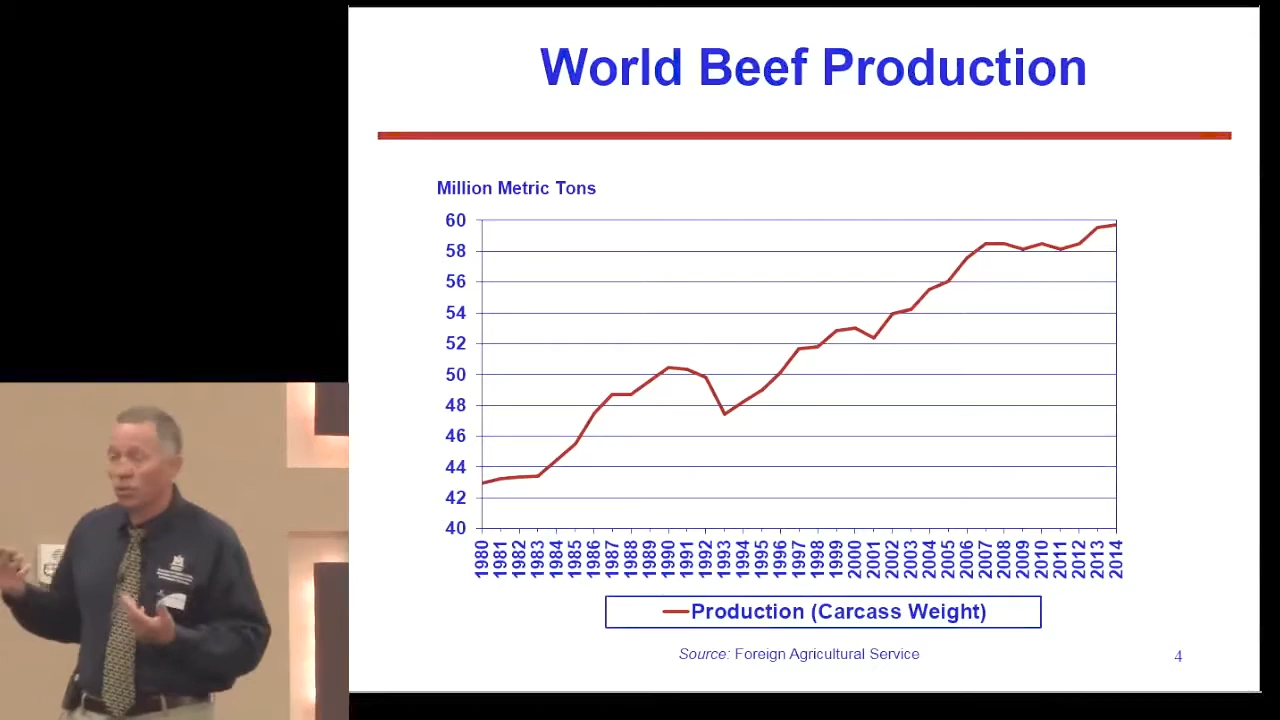 World Beef Production
Million Metric Tons
60
58
56
54
52
50
48
46
44
42
40
1980 1981 1982 1983 1984 1985 1986 1987 1988 1989 1990 1991 1992 1993 1994 1995 1996 1997 1998 1999 2000 2001 2002 2003 2004 2005 2006 2007 2008 2009 2010 2011 2012 2013 2014
Production (Carcass Weight)
Source: Foreign Agricultural Service
4